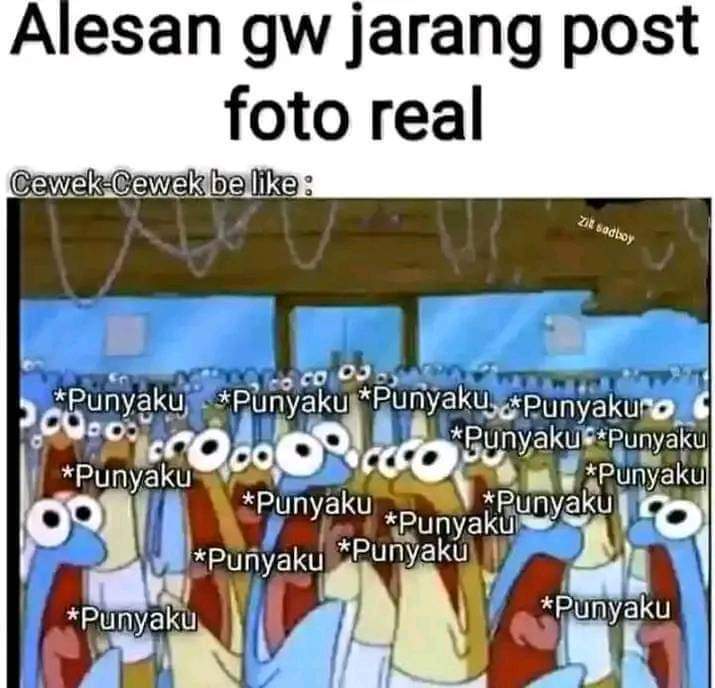 Alesan gw jarang post
foto real
Cewek-Cewek be like :
Zill sadboy
*Punyaku *Punyaku *Punyaku *Punyaku
*Punyaku *Punyaku
*Punyaku *Punyaku
*Punyaku *Punyaku
*Punyaku
*Punyaku *Punyaku
*Punyaku *Punyaku